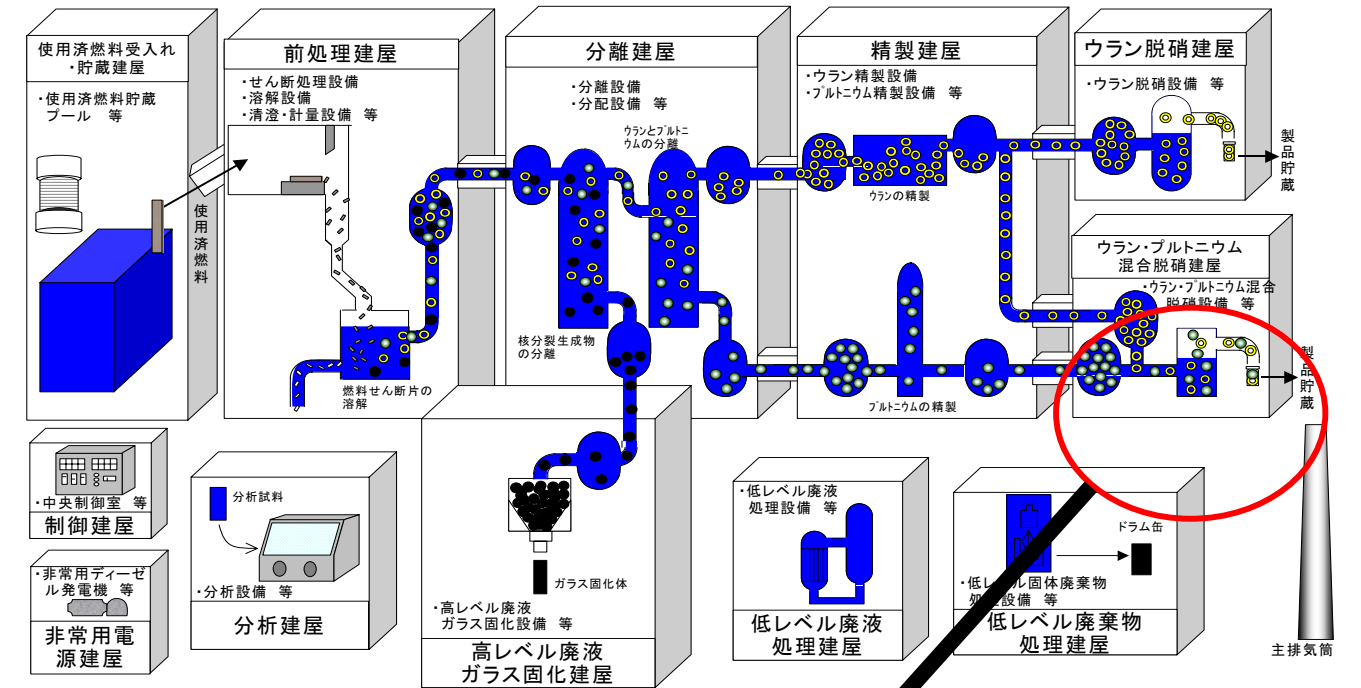 使用済燃料受入れ
・貯蔵建屋
・使用済燃料貯蔵
プール　等
使用済燃料
前処理建屋
・せん断処理設備
・溶解設備
・清澄・計量設備　等
燃料せん断片の
溶解
分離建屋
・分離設備
・分配設備　等
ウランとプルトニ
ウムの分離
核分裂生成物
の分離
精製建屋
・ウラン精製設備
・プルトニウム精製設備　等
ウランの精製
プルトニウムの精製
ウラン脱硝建屋
・ウラン脱硝設備　等
製品貯蔵
ウラン・プルトニウム
混合脱硝建屋
・ウラン・プルトニウム混合
脱硝設備　等
製品貯蔵
・中央制御室　等
制御建屋
・非常用ディーゼ
ル発電機　等
非常用電
源建屋
分析試料
・分析設備　等
分析建屋
ガラス固化体
・高レベル廃液
ガラス固化設備　等
高レベル廃液
ガラス固化建屋
・低レベル廃液
処理設備　等
低レベル廃液
処理建屋
ドラム缶
・低レベル固体廃棄物
処理設備　等
低レベル廃棄物
処理建屋
主排気筒